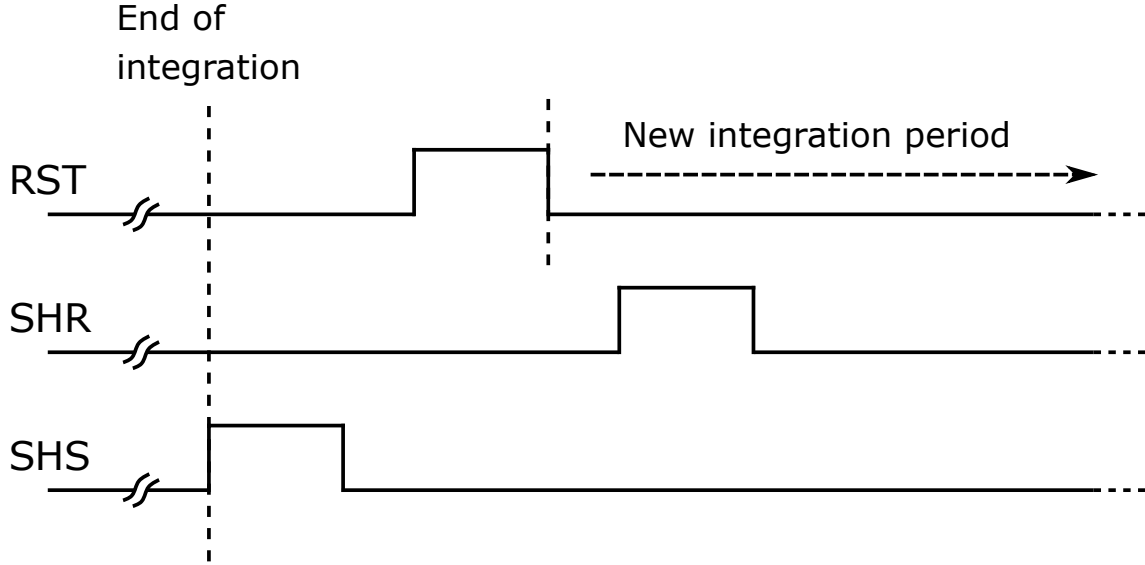 End of
integration
New integration period
RST
SHR
SHS